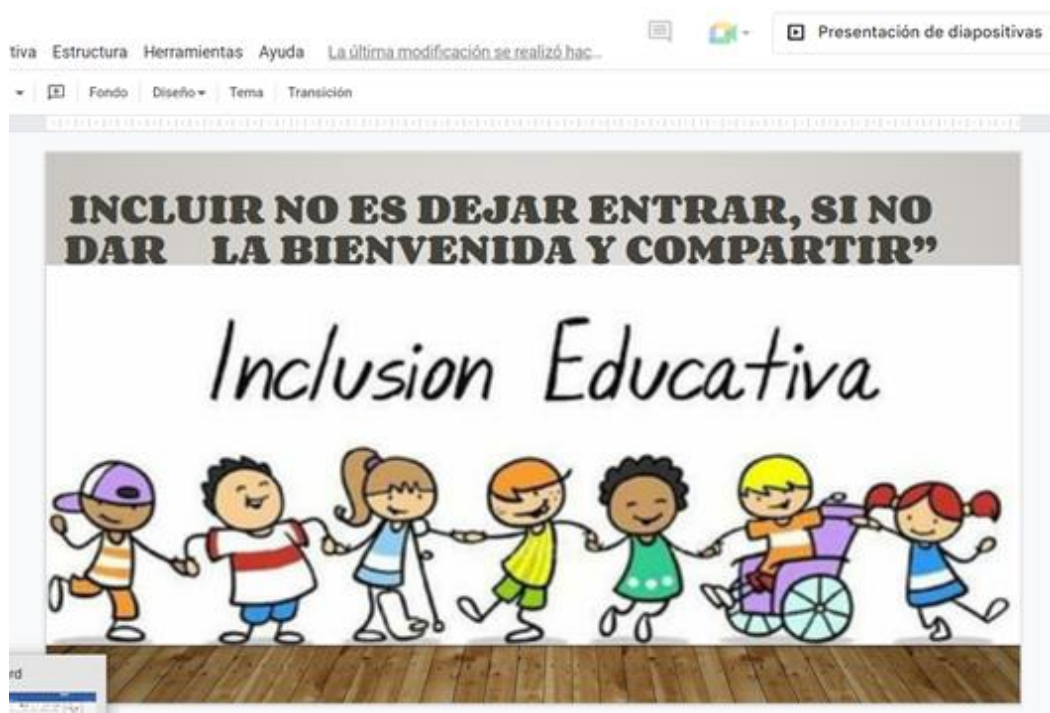 Presentación de diapositivas
tiva Estructura Herramientas Ayuda La última modificación se realizó hac...
Fondo Diseño Tema Transición
INCLUIR NO ES DEJAR ENTRAR, SI NO
DAR LA BIENVENIDA Y COMPARTIR”
Inclusion Educativa
rd